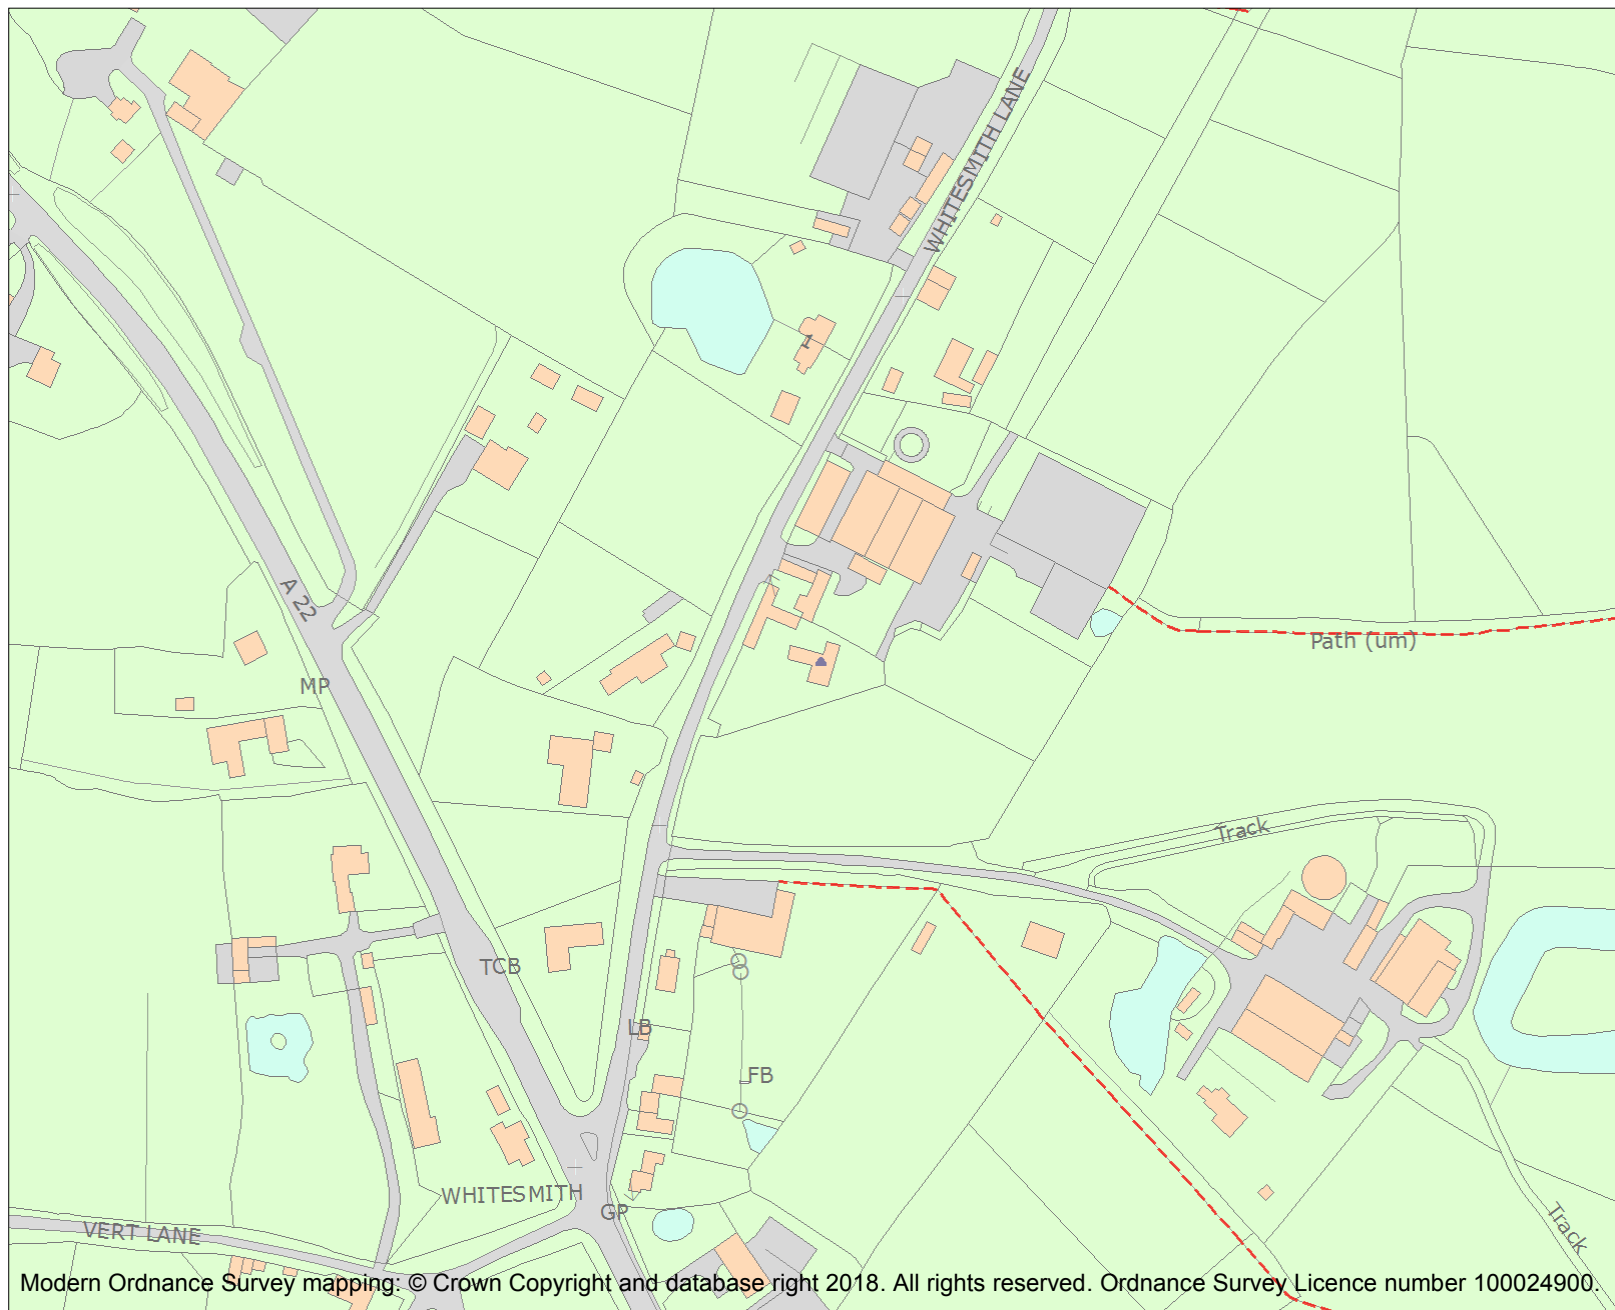 WHITESMITH LANE
1
A 22
Path (um)
MP
Track
TCB
LB
FB
WHITESMITH
GP
VERT LANE
Track
Modern Ordnance Survey mapping: © Crown Copyright and database right 2018. All rights reserved. Ordnance Survey Licence number 100024900.